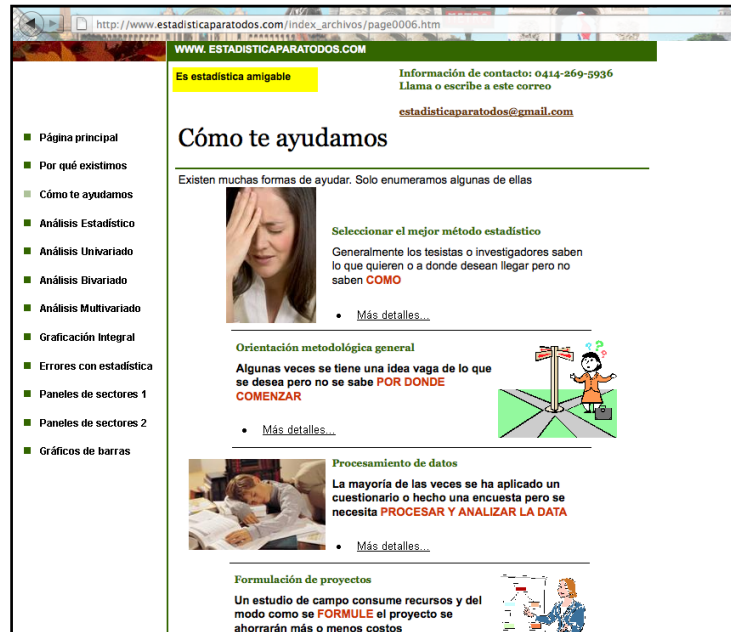 http://www.estadisticaparatodos.com/index_archivos/page0006.htm
WWW. ESTADISTICAPARATODOS.COM
Es estadística amigable
Información de contacto: 0414-269-5936
Llama o escribe a este correo
estadisticaparatodos@gmail.com
Página principal
Por qué existimos
Cómo te ayudamos
Análisis Estadístico
Análisis Univariado
Análisis Bivariado
Análisis Multivariado
Graficación Integral
Errores con estadística
Paneles de sectores 1
Paneles de sectores 2
Gráficos de barras
Cómo te ayudamos
Existen muchas formas de ayudar. Solo enumeramos algunas de ellas
Seleccionar el mejor método estadístico
Generalmente los tesistas o investigadores saben
lo que quieren o a donde desean llegar pero no
saben COMO
Más detalles...
Orientación metodológica general
Algunas veces se tiene una idea vaga de lo que
se desea pero no se sabe POR DONDE
COMENZAR
Más detalles...
Procesamiento de datos
La mayoría de las veces se ha aplicado un
cuestionario o hecho una encuesta pero se
necesita PROCESAR Y ANALIZAR LA DATA
Más detalles...
Formulación de proyectos
Un estudio de campo consume recursos y del
modo como se FORMULE el proyecto se
ahorrarán más o menos costos